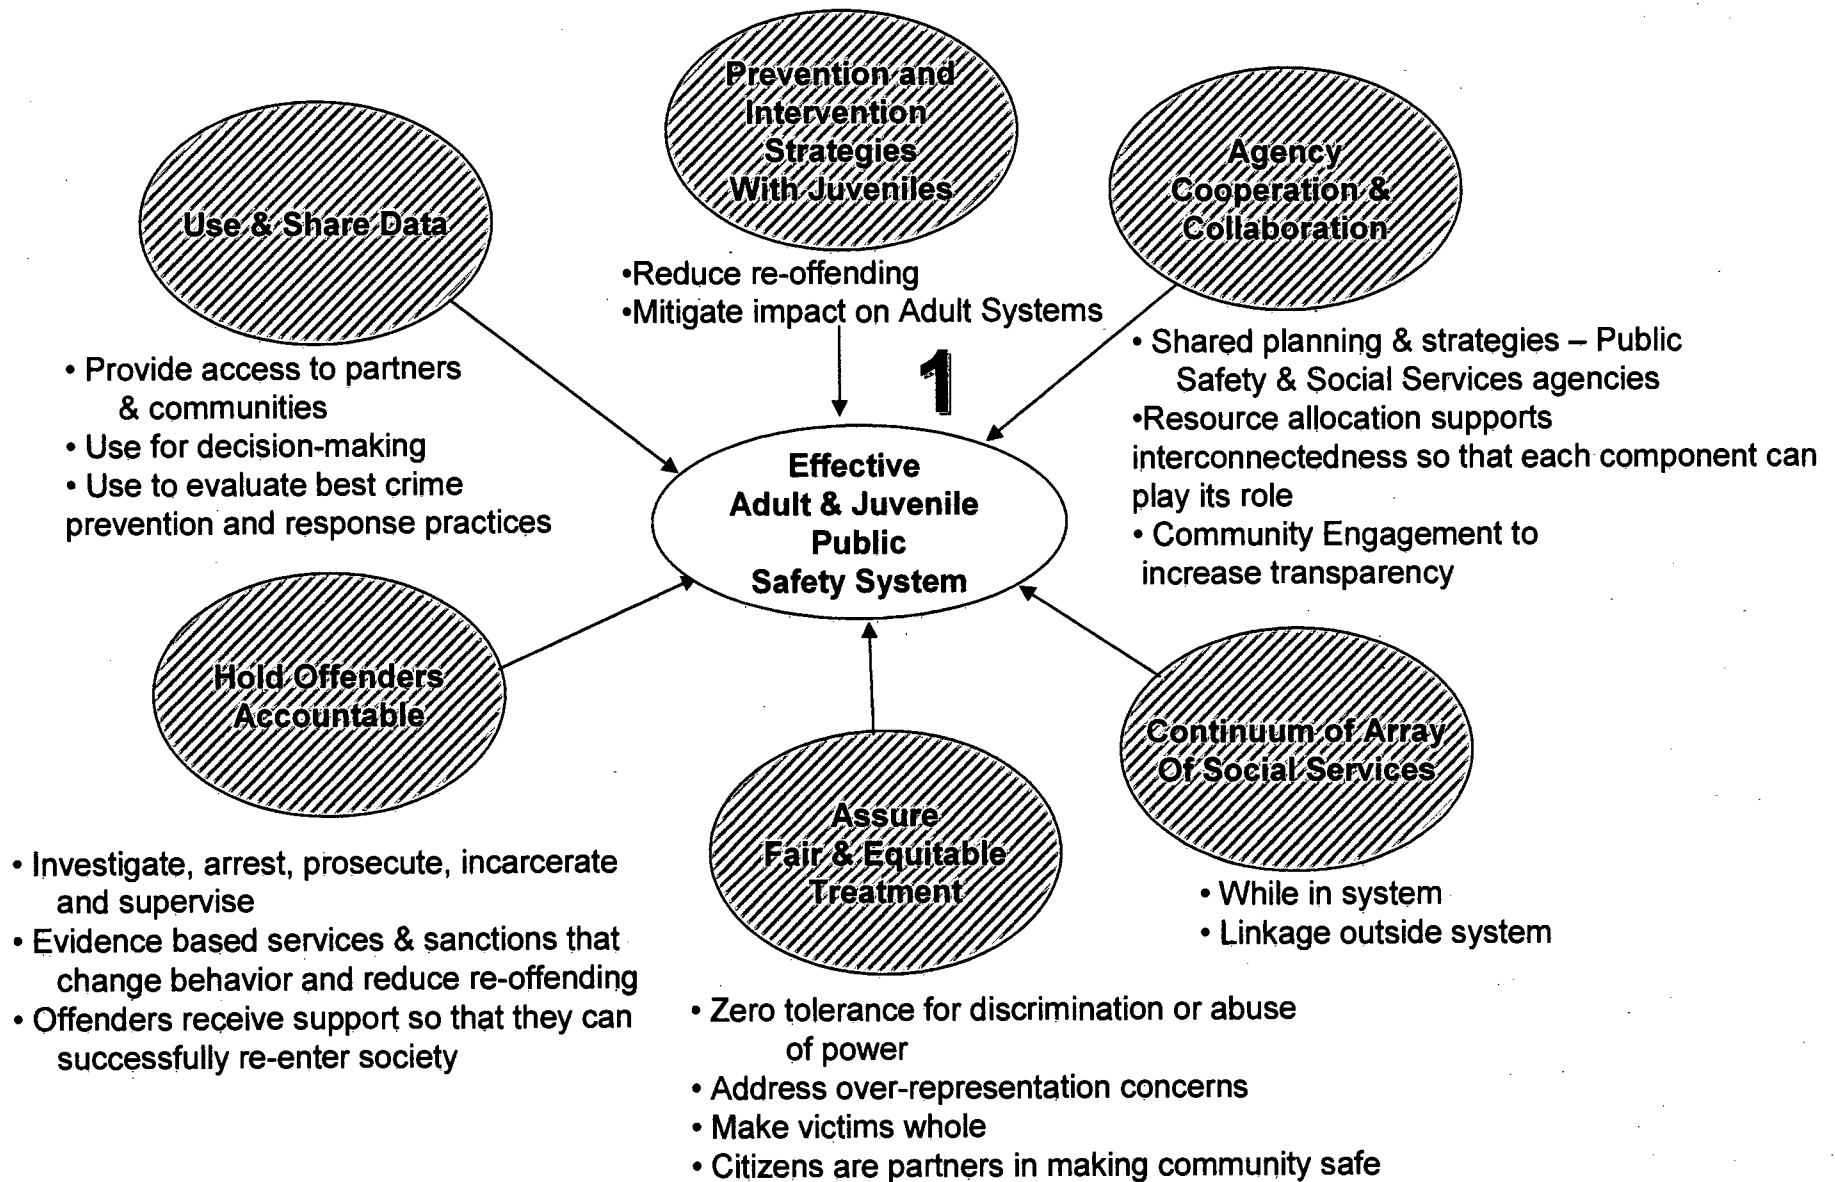 Prevention and
Intervention
Strategies
With Juveniles
•Reduce re-offending
•Mitigate impact on Adult Systems
Agency
Cooperation &
Collaboration
• Shared planning & strategies – Public
Safety & Social Services agencies
•Resource allocation supports
interconnectedness so that each component can
play its role
• Community Engagement to
increase transparency
Use & Share Data
• Provide access to partners
& communities
• Use for decision-making
• Use to evaluate best crime
prevention and response practices
1
Effective
Adult & Juvenile
Public
Safety System
Hold Offenders
Accountable
• Investigate, arrest, prosecute, incarcerate
and supervise
• Evidence based services & sanctions that
change behavior and reduce re-offending
• Offenders receive support so that they can
successfully re-enter society
Assure
Fair & Equitable
Treatment
• Zero tolerance for discrimination or abuse
of power
• Address over-representation concerns
• Make victims whole
• Citizens are partners in making community safe
Continuum of Array
Of Social Services
• While in system
• Linkage outside system